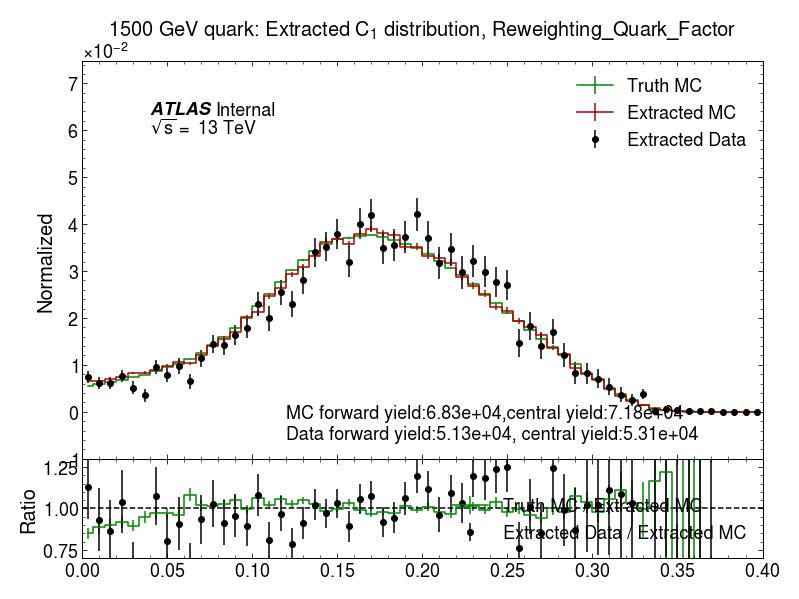 1500 GeV quark: Extracted C₁ distribution, Reweighting_Quark_Factor
×10⁻²
7
6
5
4
3
2
1
0
1
Normalized
ATLAS Internal
√s = 13 TeV
Truth MC
Extracted MC
Extracted Data
MC forward yield:6.83e+04,central yield:7.18e+04
Data forward yield:5.13e+04, central yield:5.31e+04
1.25
1.00
0.75
Ratio
Truth MC / Extracted MC
Extracted Data / Extracted MC
0.00 0.05 0.10 0.15 0.20 0.25 0.30 0.35 0.40